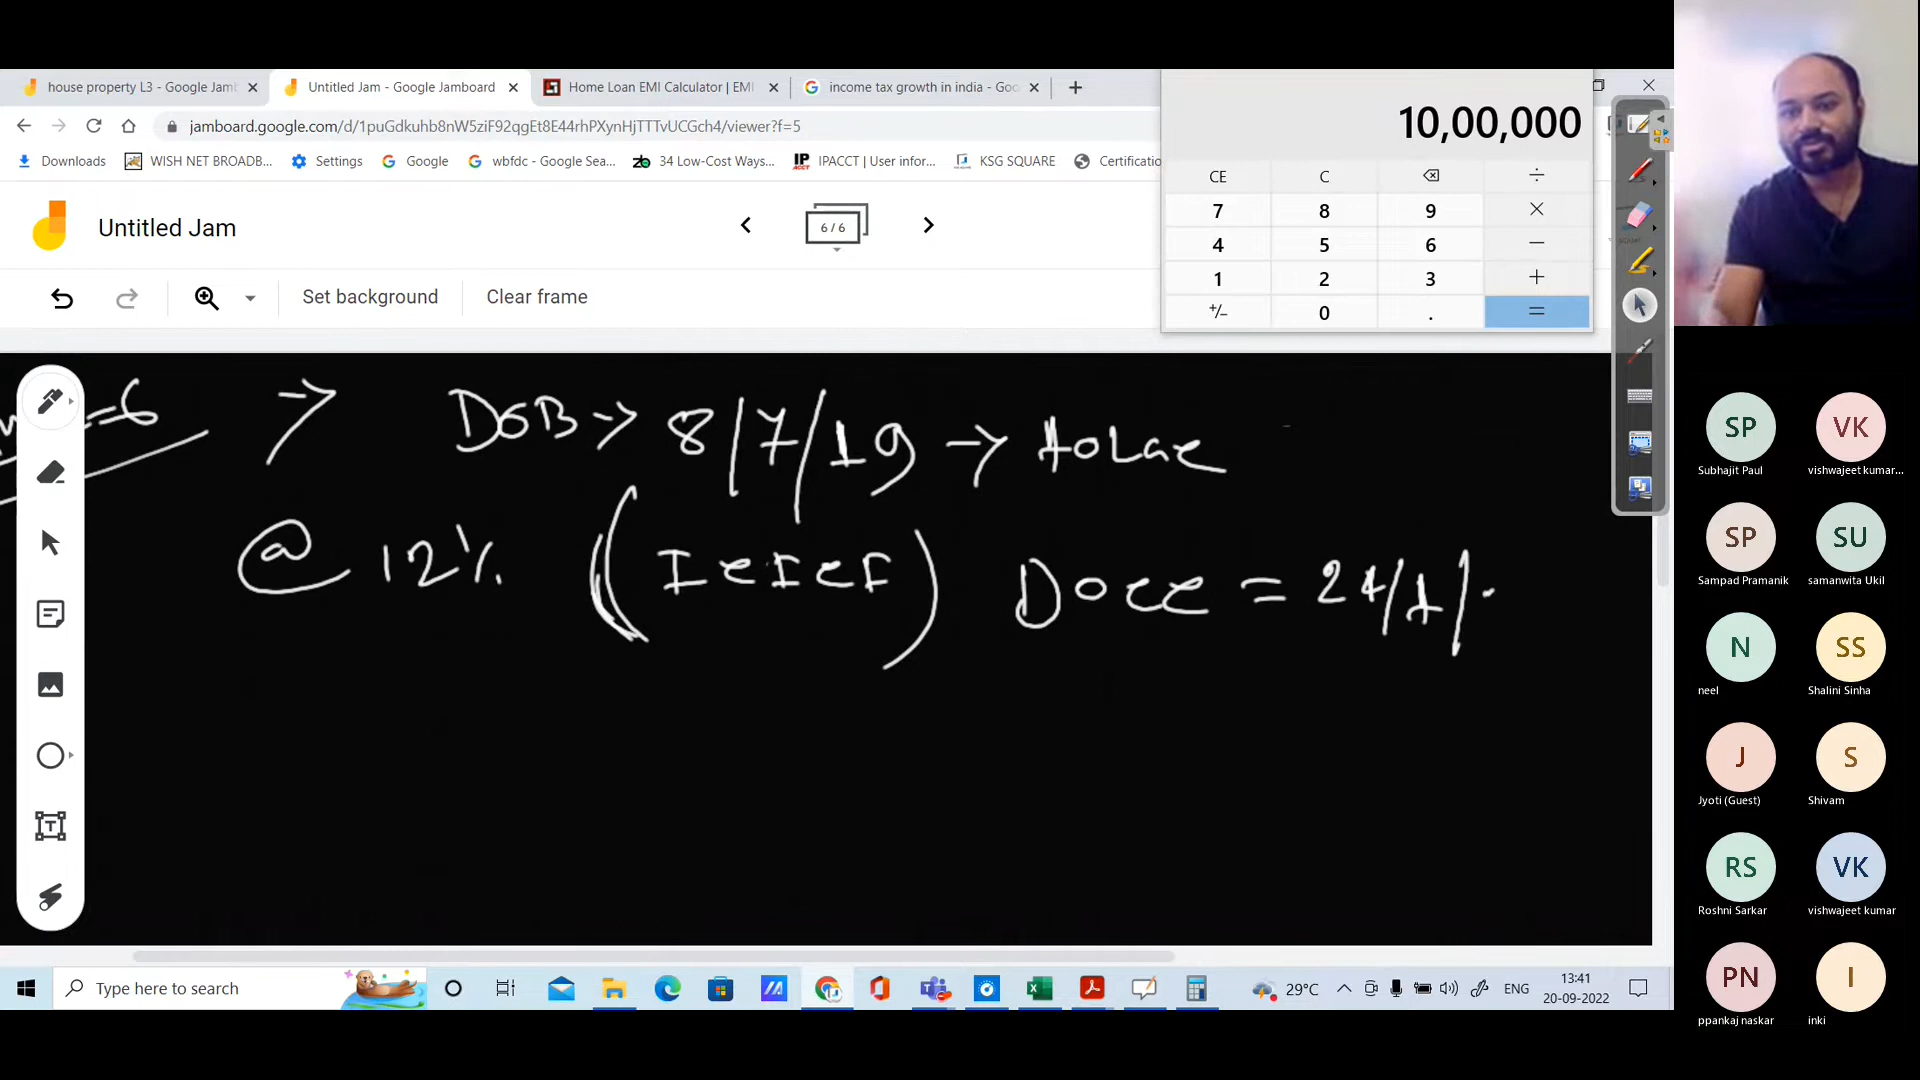 house property L3 - Google Jamb
Untitled Jam - Google Jamboard
Home Loan EMI Calculator | EMI
income tax growth in india - Goo
jamboard.google.com/d/1puGdkuhb8nW5ziF92qgEt8E44rhPXynHjTTTvUCGch4/viewer?f=5
Downloads WISH NET BROADB... Settings Google wbfdc - Google Sea... 34 Low-Cost Ways... IPACCT | User infor... KSG SQUARE Certificatio
10,00,000
CE C ⌫ ÷
7 8 9 ×
4 5 6 −
1 2 3 +
+/− 0 . =
Untitled Jam
6 / 6
Set background Clear frame
=6 → DOB → 8/7/19 → 10Lac
@ 12%
= 24/1/
SP VK
Subhajit Paul vishwajeet kumar...
SP SU
Sampad Pramanik samanwita Ukil
N SS
neel Shalini Sinha
J S
Jyoti (Guest) Shivam
RS VK
Roshni Sarkar vishwajeet kumar
PN I
ppankaj naskar inki
Type here to search
29°C
ENG
13:41
20-09-2022